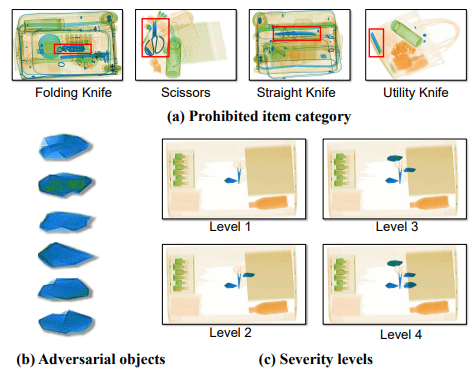 Folding Knife
Scissors
Straight Knife
Utility Knife
(a) Prohibited item category
Level 1
Level 3
Level 2
Level 4
(b) Adversarial objects
(c) Severity levels